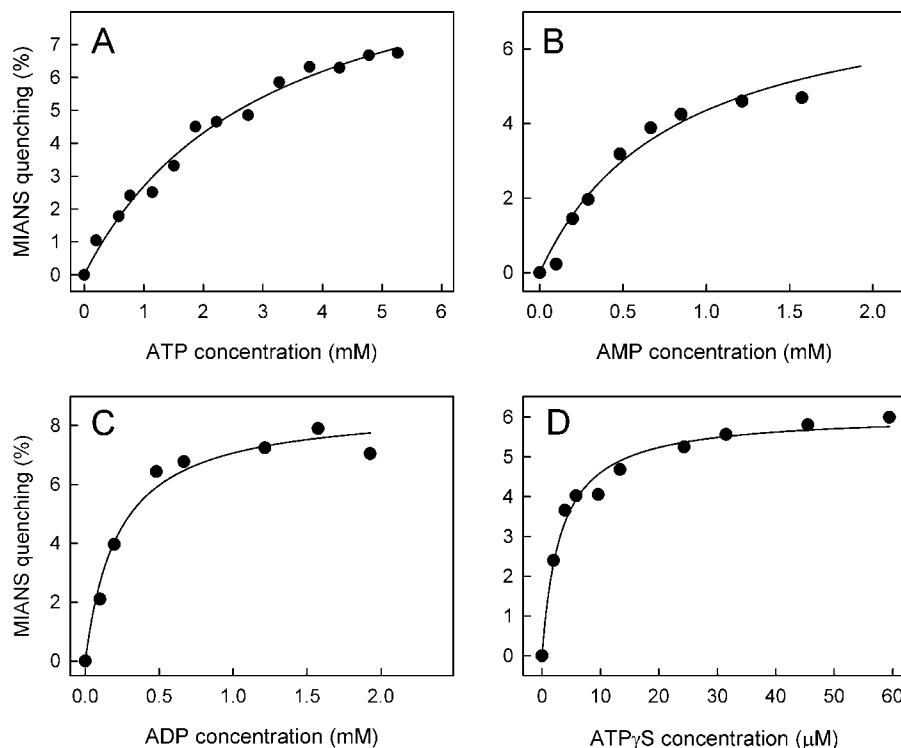 A
MIANS quenching (%)
7
6
5
4
3
2
1
0
0 1 2 3 4 5 6
ATP concentration (mM)
B
6
4
2
0
0.0 0.5 1.0 1.5 2.0
AMP concentration (mM)
C
MIANS quenching (%)
8
6
4
2
0
0.0 0.5 1.0 1.5 2.0
ADP concentration (mM)
D
6
5
4
3
2
1
0
0 10 20 30 40 50 60
ATPγS concentration (μM)